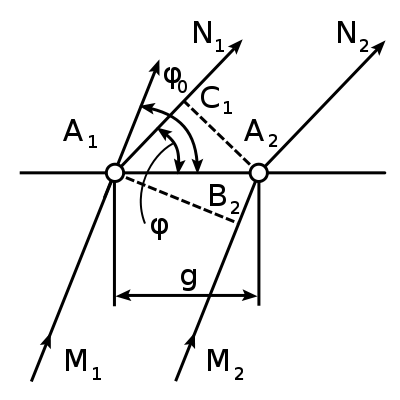 N₁ N₂
φ₀
C₁
A₁ A₂
B₂
φ
g
M₁ M₂